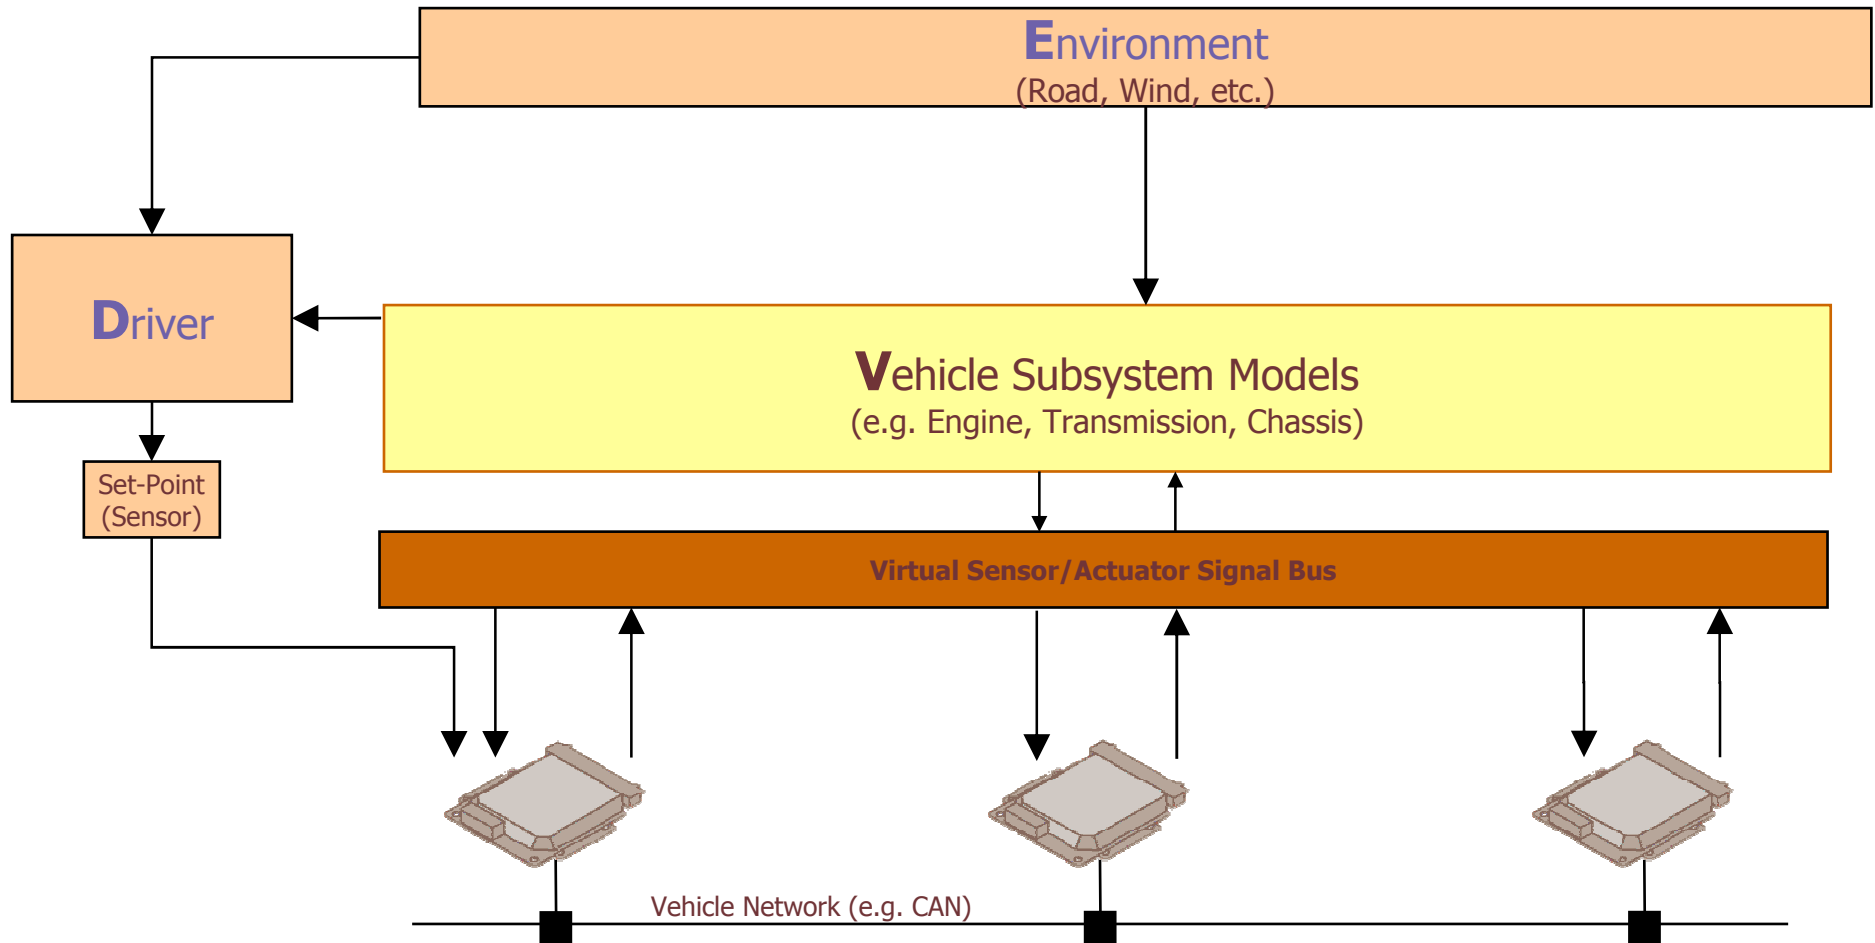 Environment
(Road, Wind, etc.)
Driver
Vehicle Subsystem Models
(e.g. Engine, Transmission, Chassis)
Set-Point
(Sensor)
Virtual Sensor/Actuator Signal Bus
Vehicle Network (e.g. CAN)